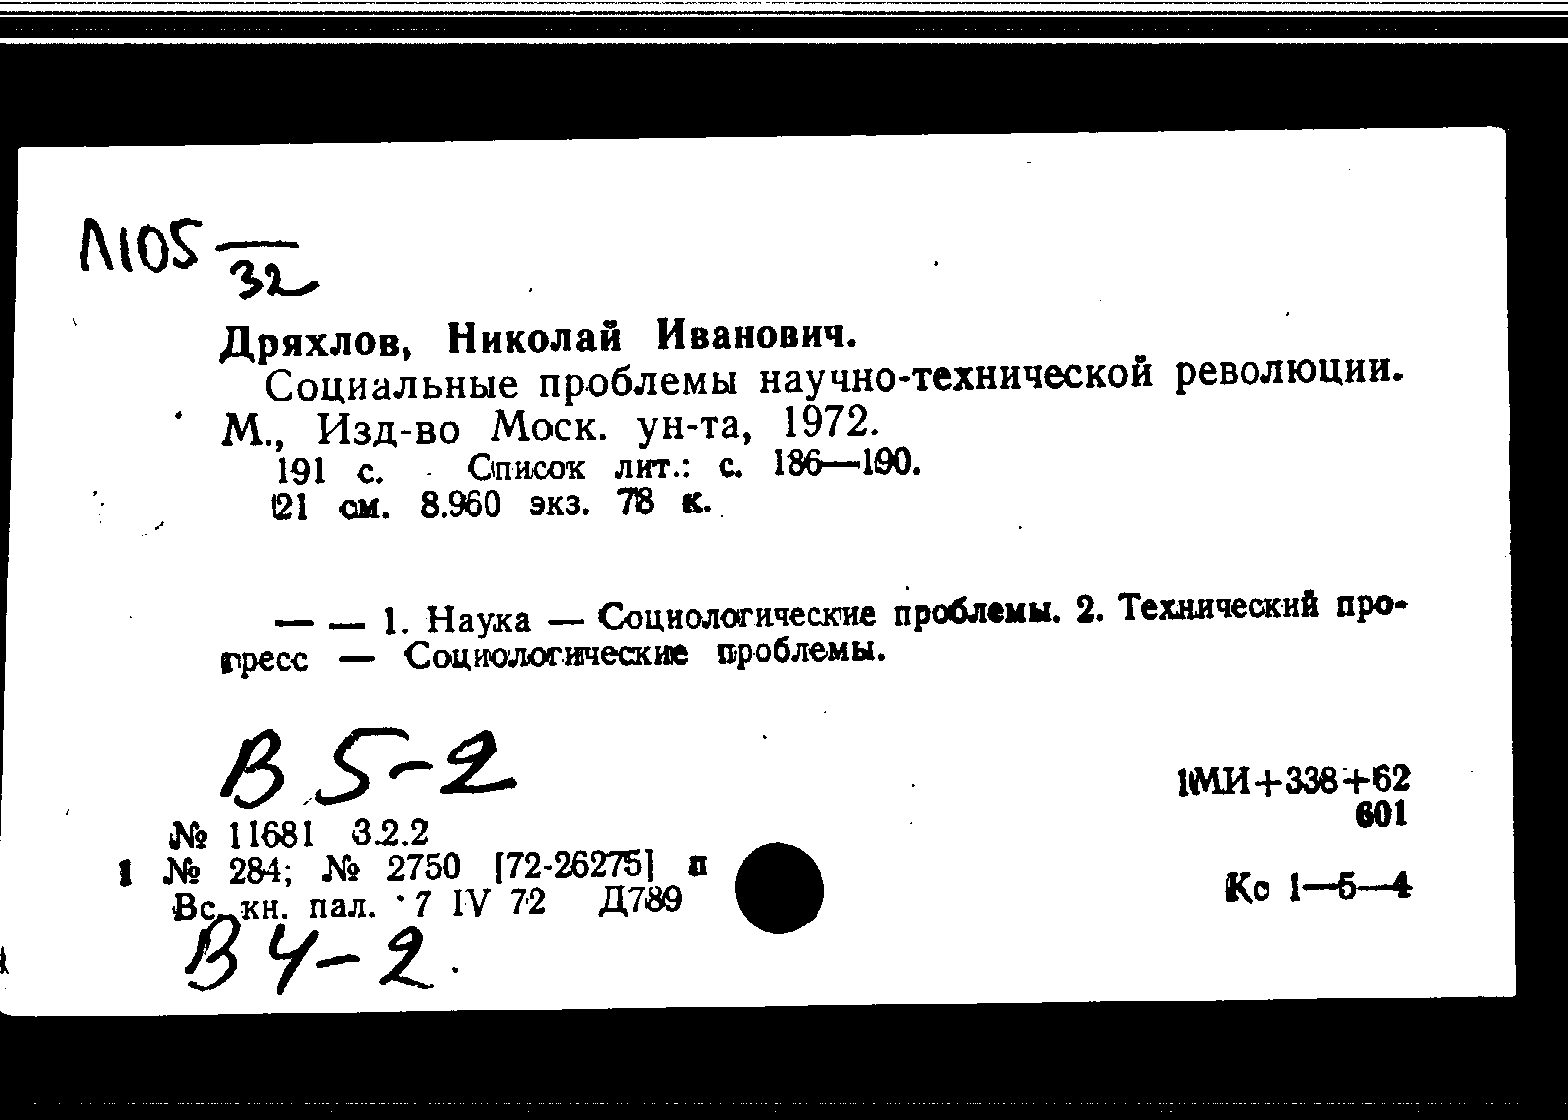 Л105 —
32
Дряхлов, Николай Иванович.
Социальные проблемы научно-технической революции.
М., Изд-во Моск. ун-та, 1972.
191 с. Список лит.: с. 186—190.
21 см. 8.960 экз. 78 к.
— — 1. Наука — Социологические проблемы. 2. Технический про-
гресс — Социологические проблемы.
В 5-2
1МИ+338+62
601
№ 11681 3.2.2
1 № 284; № 2750 [72-26275] п
Вс. кн. пал. 7 IV 72 Д789
Кс 1—5—4
В 4-2.